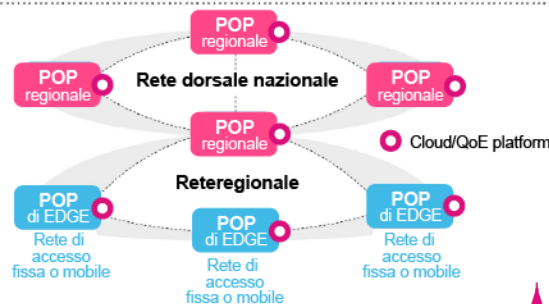 POP
regionale
POP
regionale
Rete dorsale nazionale
POP
regionale
POP
regionale
Cloud/QoE platform
Reteregionale
POP
di EDGE
POP
di EDGE
POP
di EDGE
Rete di
accesso
fissa o mobile
Rete di
accesso
fissa o mobile
Rete di
accesso
fissa o mobile